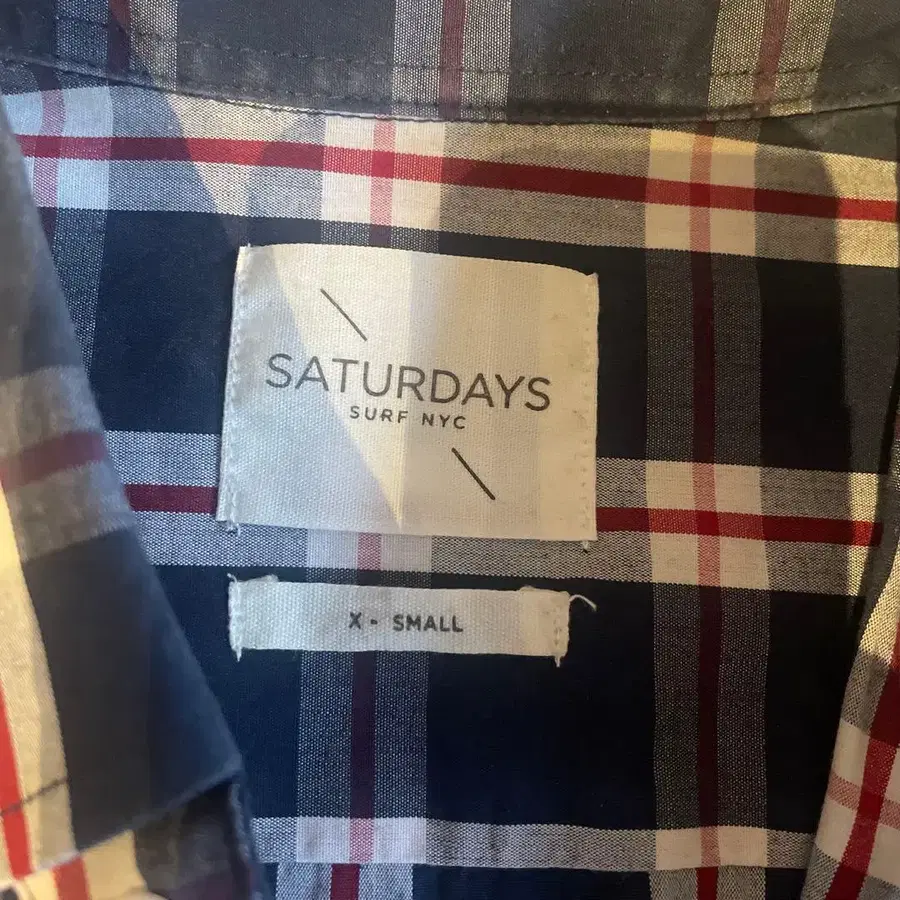 SATURDAYS
SURF NYC
X - SMALL